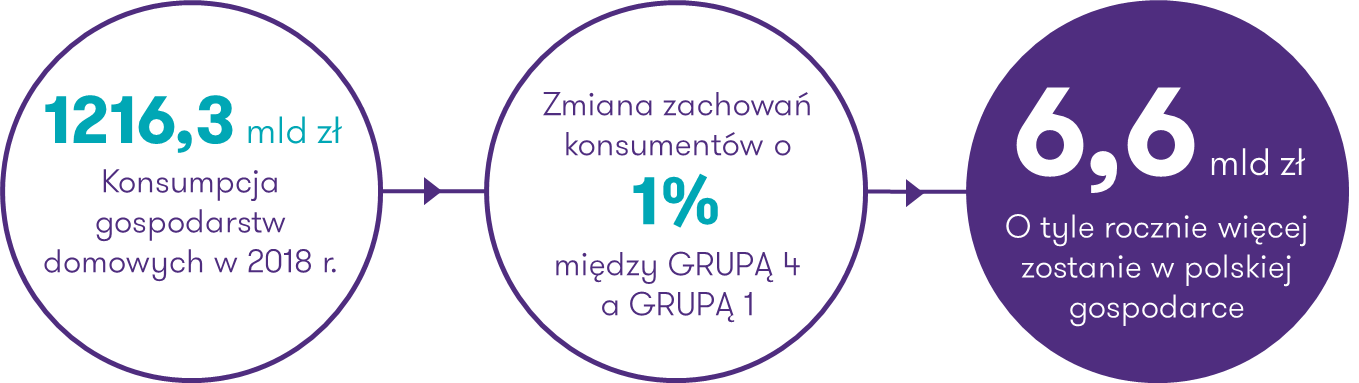 1216,3 mld zł
Konsumpcja
gospodarstw
domowych w 2018 r.
Zmiana zachowań
konsumentów o
1%
między GRUPĄ 4
a GRUPĄ 1
6,6 mld zł
O tyle rocznie więcej
zostanie w polskiej
gospodarce